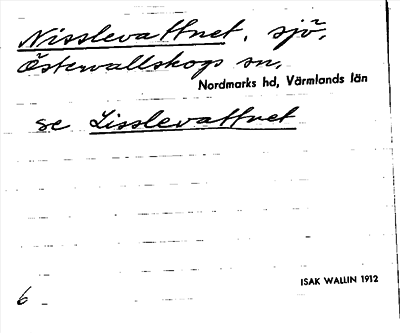 Nisslevattnet, sjö,
Östervallskogs sn,
Nordmarks hd, Värmlands län
se Lisslevattnet
ISAK WALLIN 1912
6